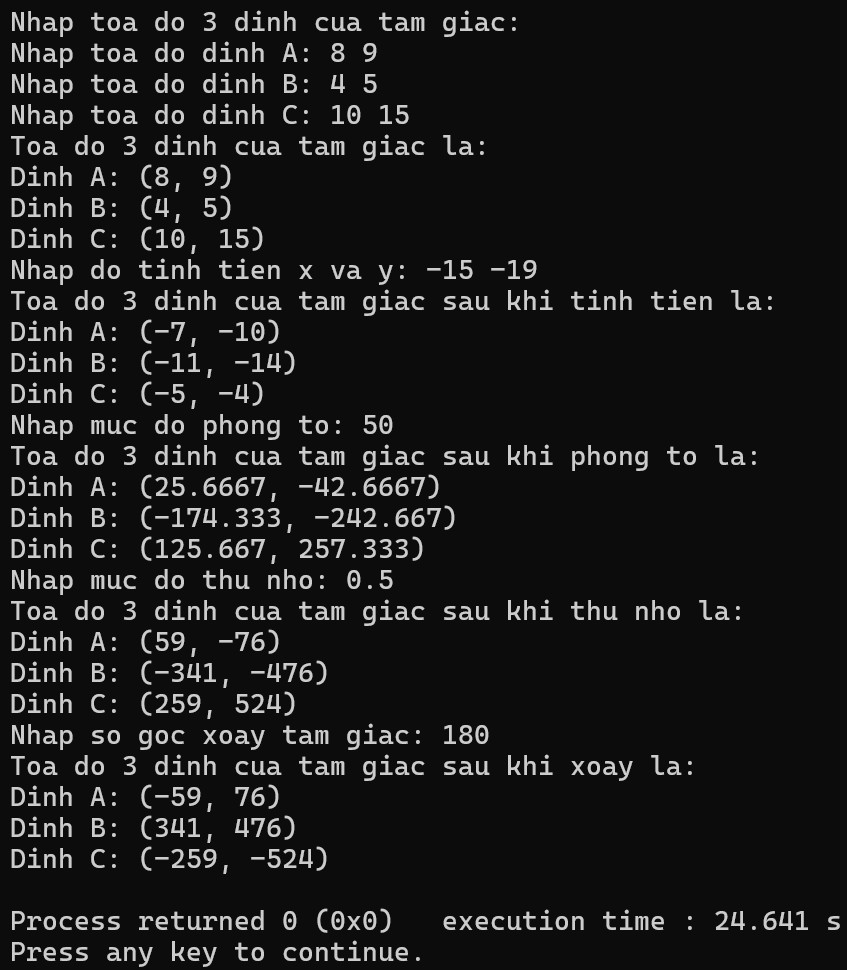 Nhap toa do 3 dinh cua tam giac:
Nhap toa do dinh A: 8 9
Nhap toa do dinh B: 4 5
Nhap toa do dinh C: 10 15
Toa do 3 dinh cua tam giac la:
Dinh A: (8, 9)
Dinh B: (4, 5)
Dinh C: (10, 15)
Nhap do tinh tien x va y: -15 -19
Toa do 3 dinh cua tam giac sau khi tinh tien la:
Dinh A: (-7, -10)
Dinh B: (-11, -14)
Dinh C: (-5, -4)
Nhap muc do phong to: 50
Toa do 3 dinh cua tam giac sau khi phong to la:
Dinh A: (25.6667, -42.6667)
Dinh B: (-174.333, -242.667)
Dinh C: (125.667, 257.333)
Nhap muc do thu nho: 0.5
Toa do 3 dinh cua tam giac sau khi thu nho la:
Dinh A: (59, -76)
Dinh B: (-341, -476)
Dinh C: (259, 524)
Nhap so goc xoay tam giac: 180
Toa do 3 dinh cua tam giac sau khi xoay la:
Dinh A: (-59, 76)
Dinh B: (341, 476)
Dinh C: (-259, -524)
Process returned 0 (0x0)   execution time : 24.641 s
Press any key to continue.